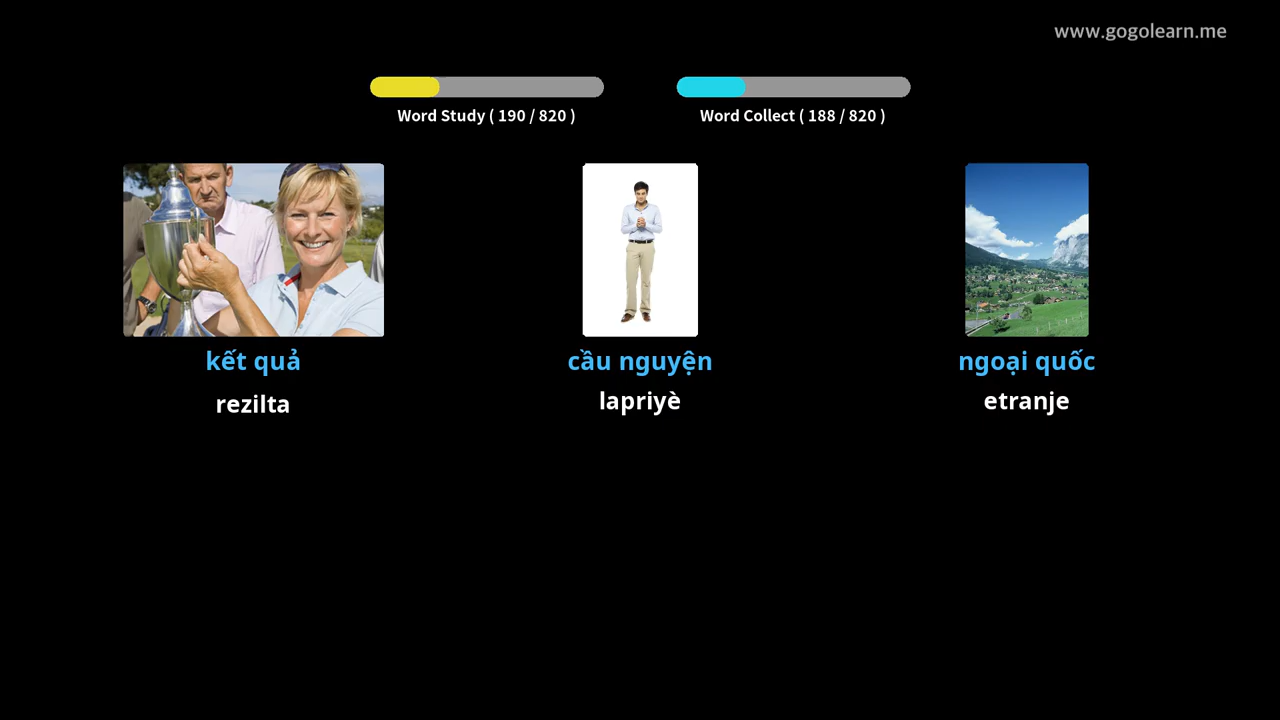 www.gogolearn.me
Word Study ( 190 / 820 )
Word Collect ( 188 / 820 )
kết quả
cầu nguyện
ngoại quốc
rezilta
lapriyè
etranje